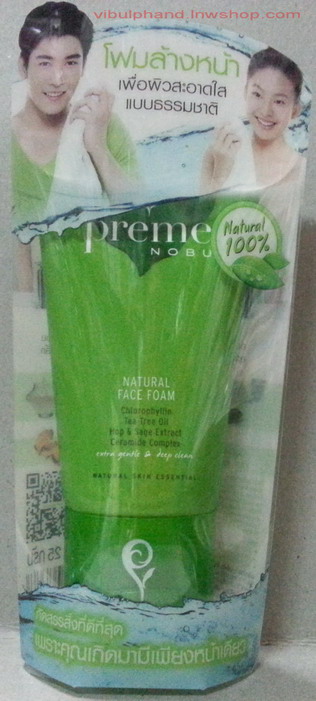 vibulphand.lnwshop.com
โฟมล้างหน้า
เพื่อผิวสะอาดใส
แบบธรรมชาติ
preme
NOBU
Natural
100%
NATURAL
FACE FOAM
Chlorophyllin
Tea Tree Oil
Hop & Sage Extract
Ceramide Complex
extra gentle & deep clean
NATURAL SKIN ESSENTIAL
25 กรัม
คัดสรรสิ่งที่ดีที่สุด
เพราะคุณเกิดมามีเพียงหน้าเดียว